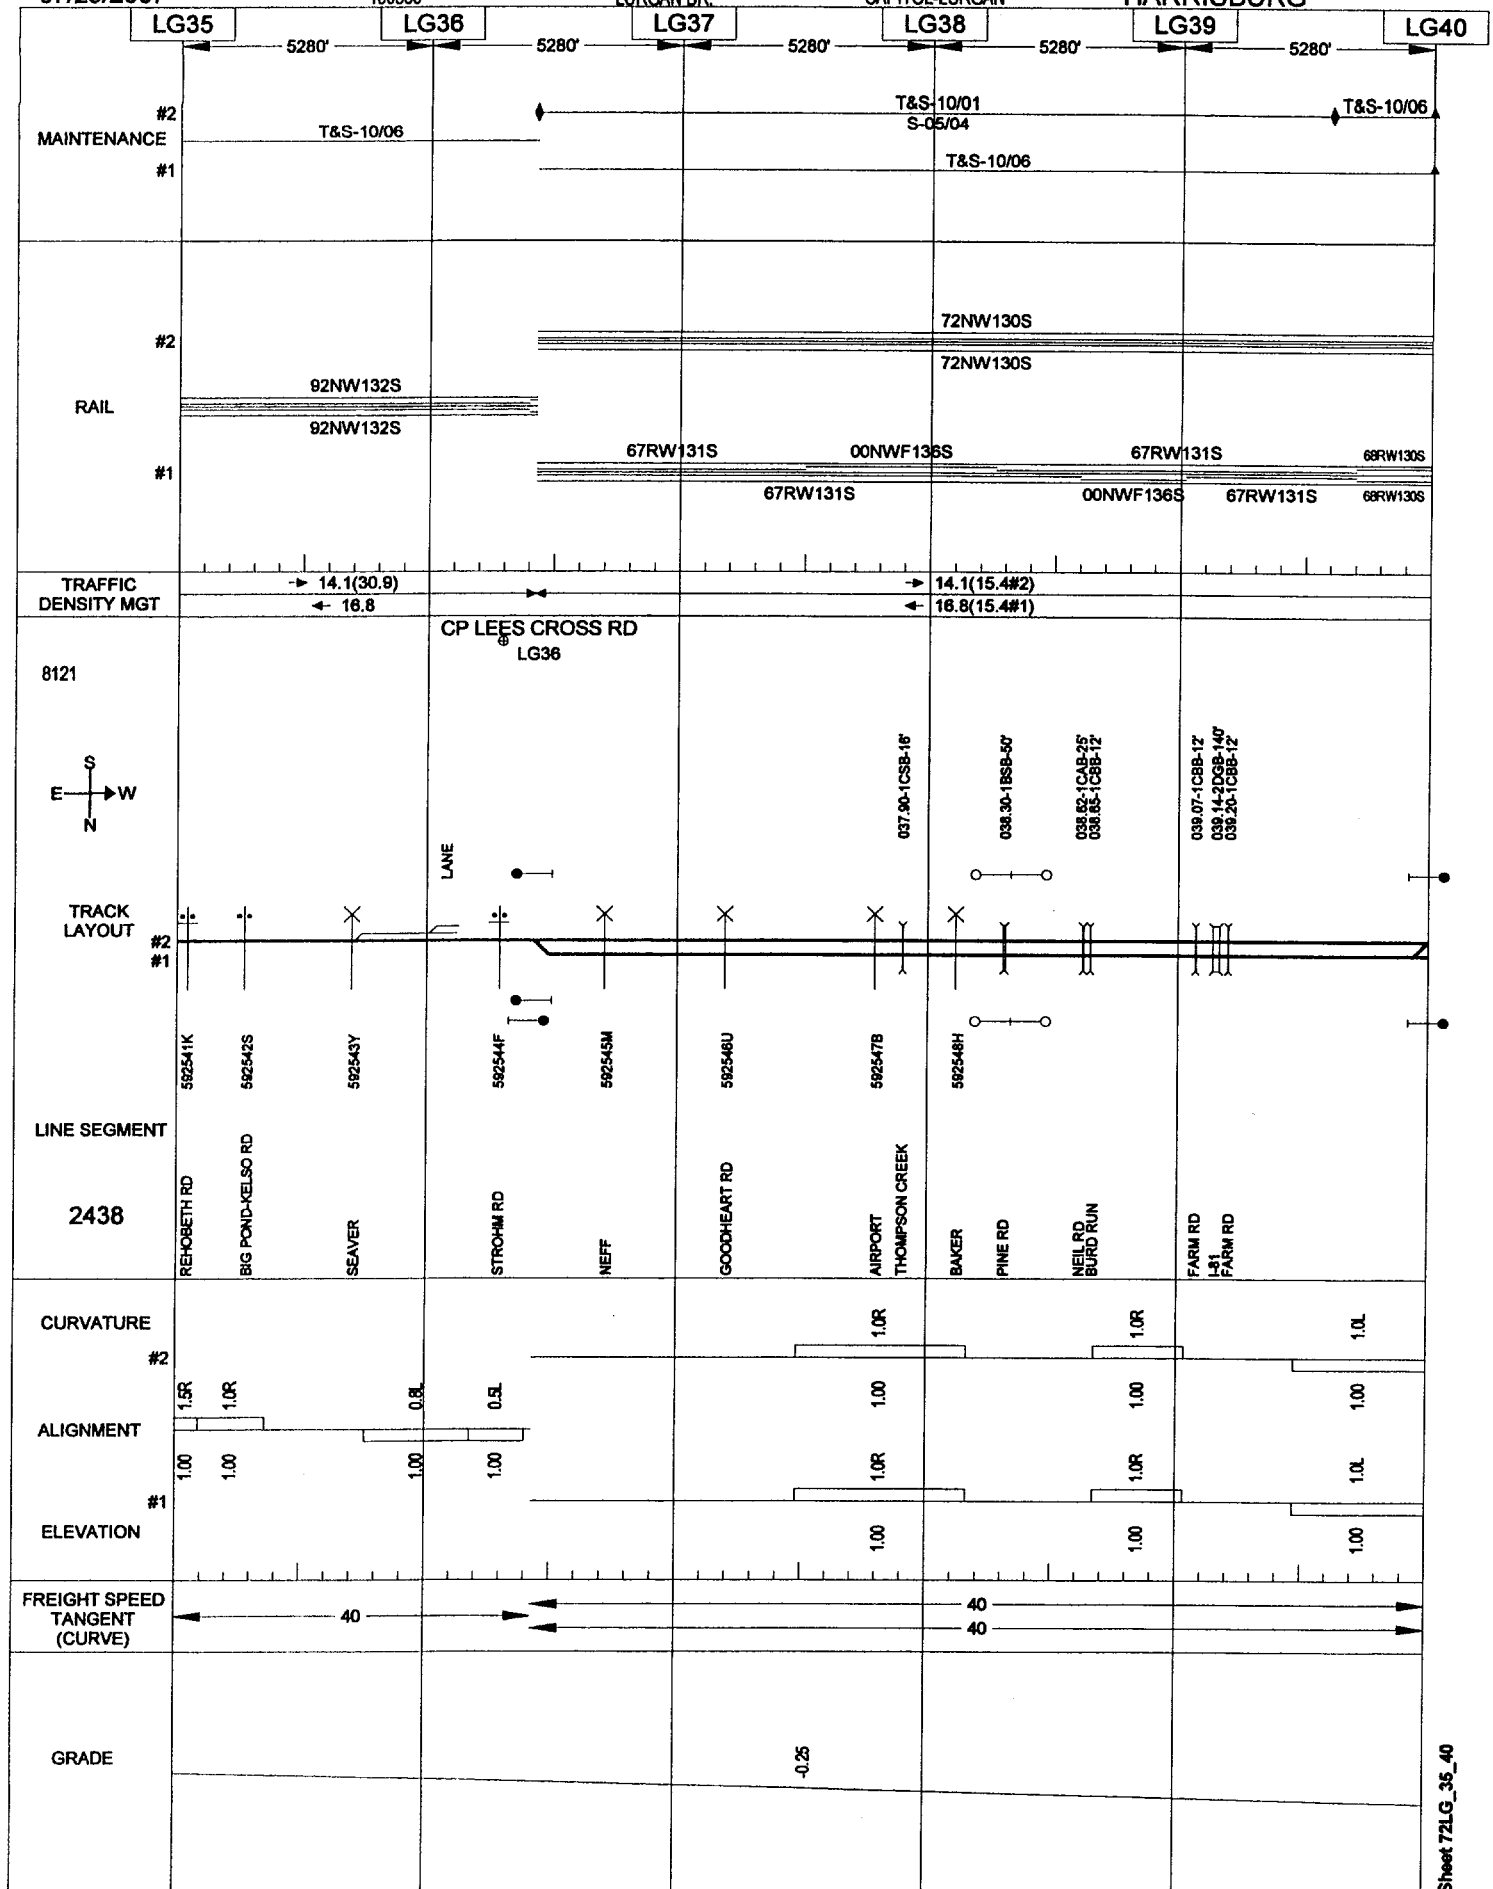 HARRISBURG
LG35 LG36 LG37 LG38 LG39 LG40
5280' 5280' 5280' 5280' 5280'
#2 T&S-10/01 T&S-10/06
S-05/04
MAINTENANCE T&S-10/06
#1 T&S-10/06
72NW130S
#2
72NW130S
92NW132S
RAIL
92NW132S
67RW131S 00NWF136S 67RW131S 68RW130S
#1
67RW131S 00NWF136S 67RW131S 68RW130S
TRAFFIC 14.1(30.9) 14.1(15.4#2)
DENSITY MGT 16.8 16.8(15.4#1)
CP LEES CROSS RD
LG36
8121
S
E W
N
LANE
037.90-1CSB-16'
038.30-1BSB-50'
038.62-1CAB-25'
038.65-1CBB-12'
039.07-1CBB-12'
039.14-2DGB-140'
039.20-1CBB-12'
TRACK
LAYOUT
#2
#1
592541K
592542S
592543Y
592544F
592545M
592546U
592547B
592548H
LINE SEGMENT
2438
REHOBETH RD
BIG POND-KELSO RD
SEAVER
STROHM RD
NEFF
GOODHEART RD
AIRPORT
THOMPSON CREEK
BAKER
PINE RD
NEIL RD
BURD RUN
FARM RD
I-81
FARM RD
CURVATURE 1.0R 1.0R 1.0L
#2
1.00 1.00 1.00
1.5R 1.0R 0.8L 0.5L
ALIGNMENT
1.00 1.00 1.00 1.00
1.0R 1.0R 1.0L
#1
ELEVATION 1.00 1.00 1.00
FREIGHT SPEED
TANGENT
(CURVE)
40 40
40
GRADE
-0.25
Sheet 72LG_35_40